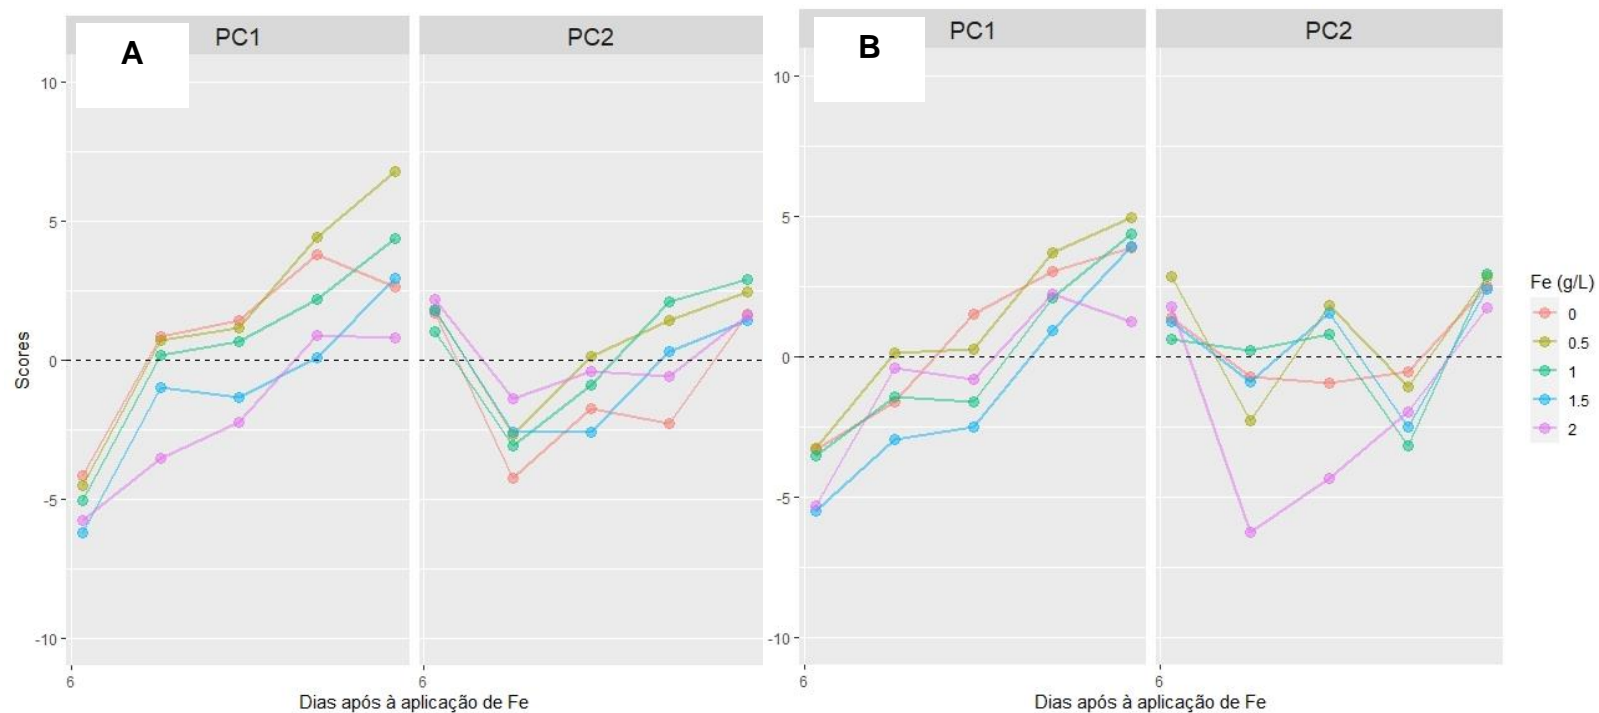 A
PC1
PC2
10
5
0
-5
-10
Scores
6
6
Dias após à aplicação de Fe
B
PC1
PC2
10
5
0
-5
-10
6
6
Dias após à aplicação de Fe
Fe (g/L)
0
0.5
1
1.5
2